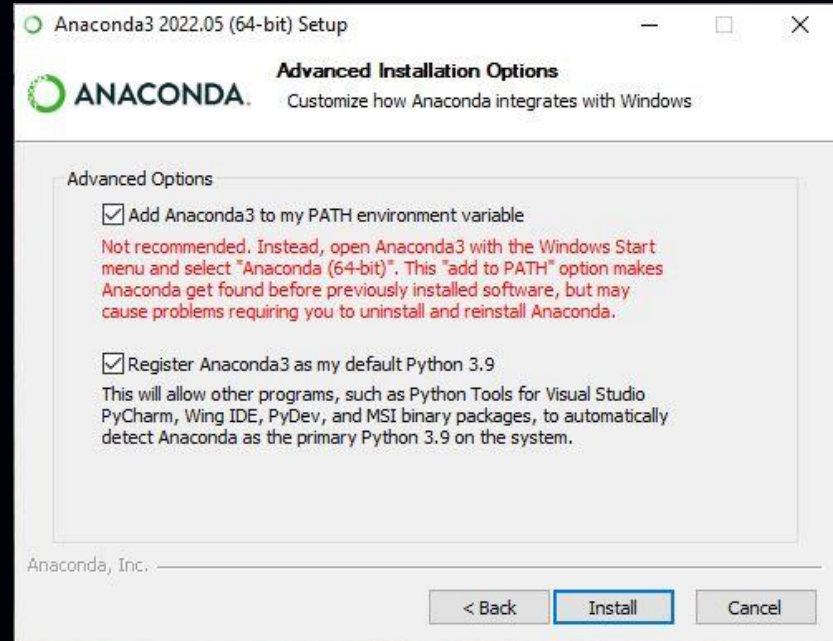 Anaconda3 2022.05 (64-bit) Setup
ANACONDA.
Advanced Installation Options
Customize how Anaconda integrates with Windows
Advanced Options
Add Anaconda3 to my PATH environment variable
Not recommended. Instead, open Anaconda3 with the Windows Start
menu and select "Anaconda (64-bit)". This "add to PATH" option makes
Anaconda get found before previously installed software, but may
cause problems requiring you to uninstall and reinstall Anaconda.
Register Anaconda3 as my default Python 3.9
This will allow other programs, such as Python Tools for Visual Studio
PyCharm, Wing IDE, PyDev, and MSI binary packages, to automatically
detect Anaconda as the primary Python 3.9 on the system.
Anaconda, Inc.
< Back Install Cancel